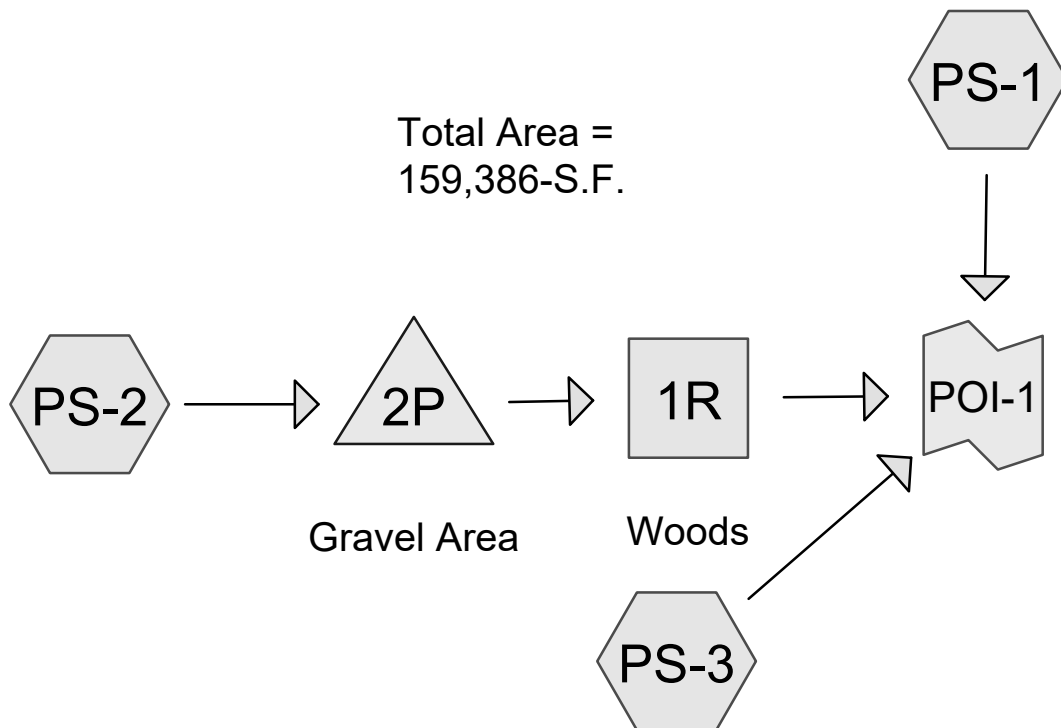 PS-1
Total Area =
159,386-S.F.
PS-2
2P
1R
POI-1
Gravel Area
Woods
PS-3